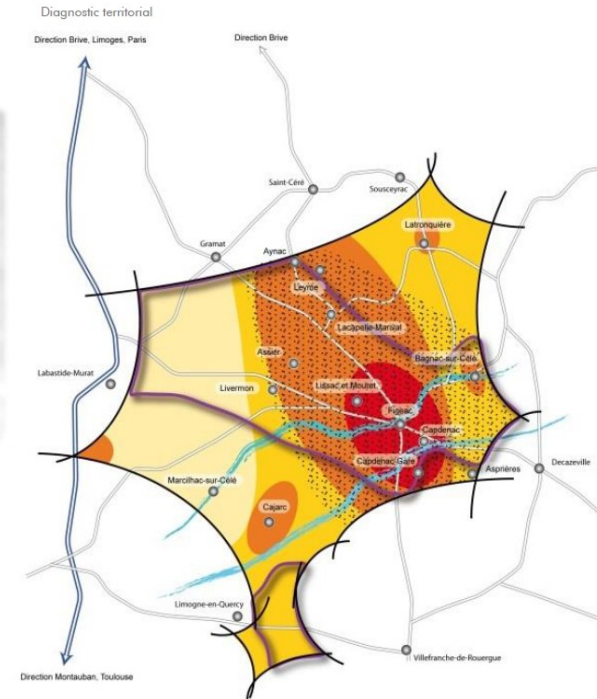 Diagnostic territorial
Direction Brive, Limoges, Paris
Direction Brive
Saint-Céré
Sousceyrac
Latronquière
Gramat
Aynac
Leyme
Lacapelle-Marival
Assier
Bagnac-sur-Célé
Labastide-Murat
Livernon
Lissac et Mouret
Figeac
Capdenac
Capdenac-Gare
Asprières
Decazeville
Marcilhac-sur-Célé
Cajarc
Limogne-en-Quercy
Villefranche-de-Rouergue
Direction Montauban, Toulouse